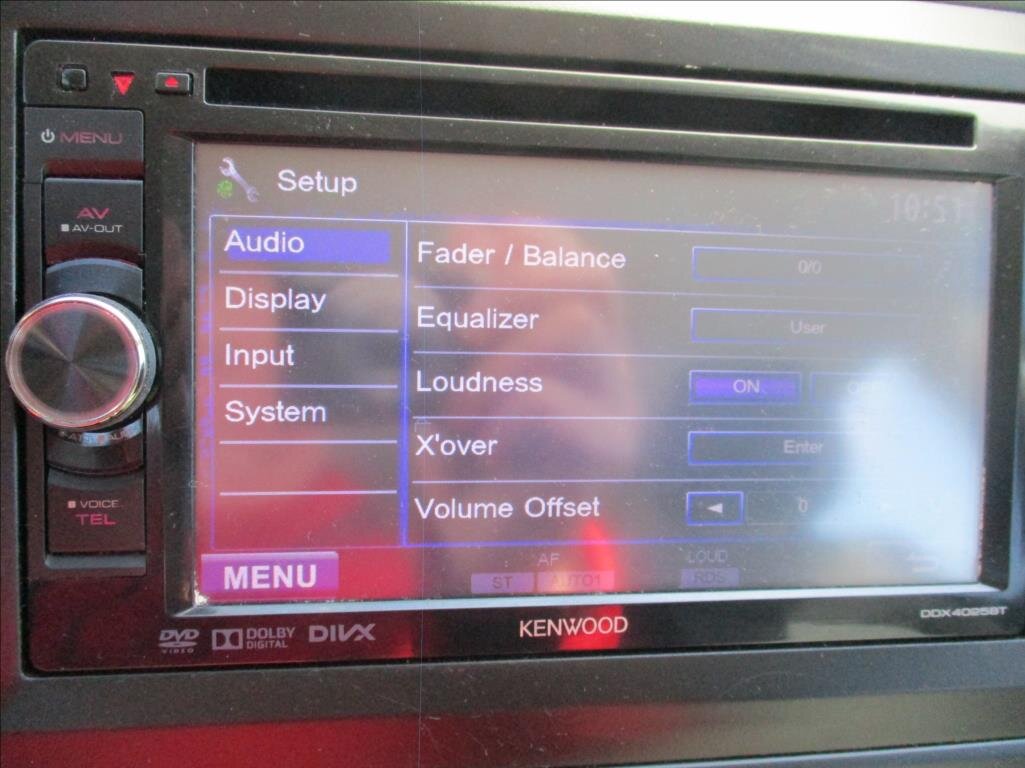 MENU
AV
AV-OUT
VOICE
TEL
Setup
10:51
Audio
Display
Input
System
Fader / Balance 0/0
Equalizer User
Loudness ON
X'over Enter
Volume Offset 0
MENU
AF LOUD
ST AUTO1 RDS
DVD VIDEO
DOLBY DIGITAL
DIVX
KENWOOD
DDX4025BT